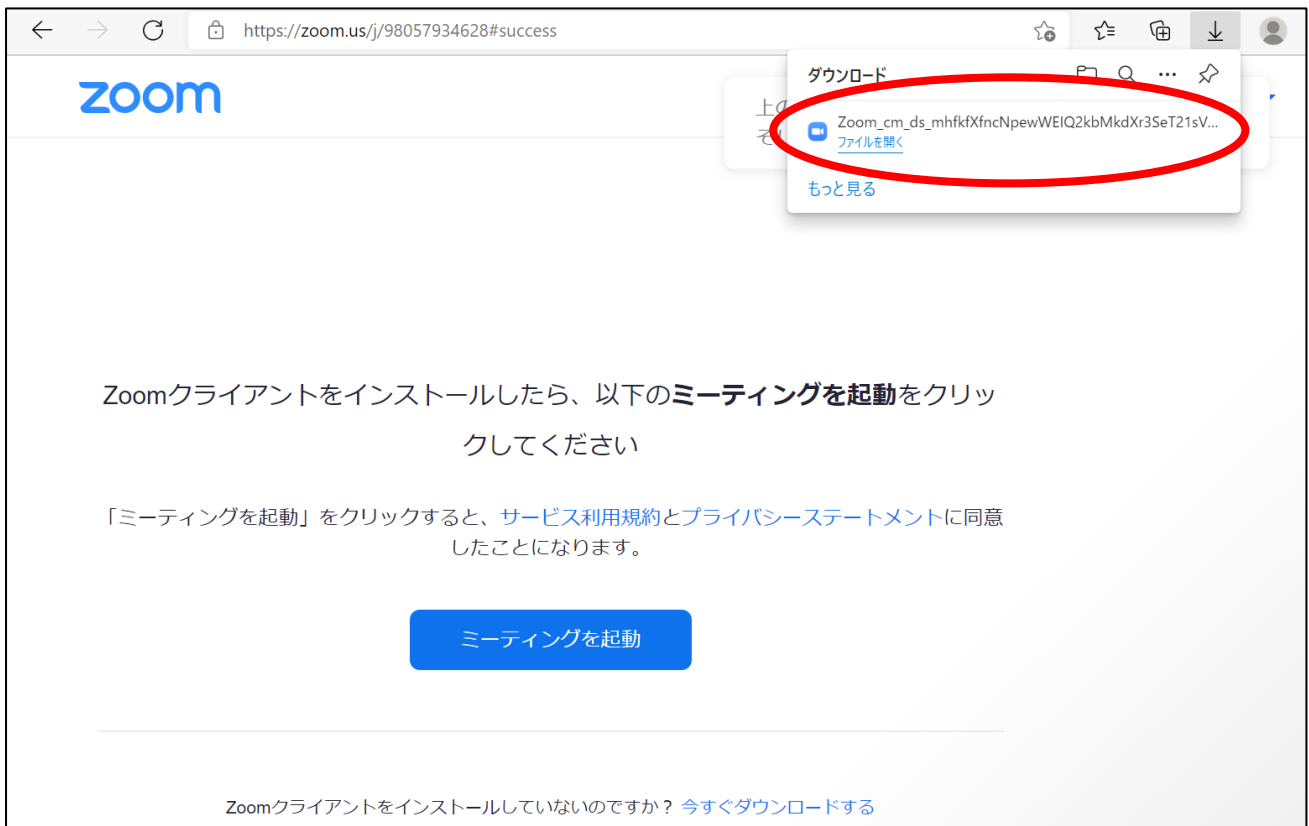 https://zoom.us/j/98057934628#success
ダウンロード
zoom
上の
Zoom_cm_ds_mhfkfXfncNpewWEIQ2kbMkdXr3SeT21sV...
ファイルを開く
もっと見る
Zoomクライアントをインストールしたら、以下のミーティングを起動をクリッ
クしてください
「ミーティングを起動」をクリックすると、サービス利用規約とプライバシーステートメントに同意
したことになります。
ミーティングを起動
Zoomクライアントをインストールしていないのですか？ 今すぐダウンロードする